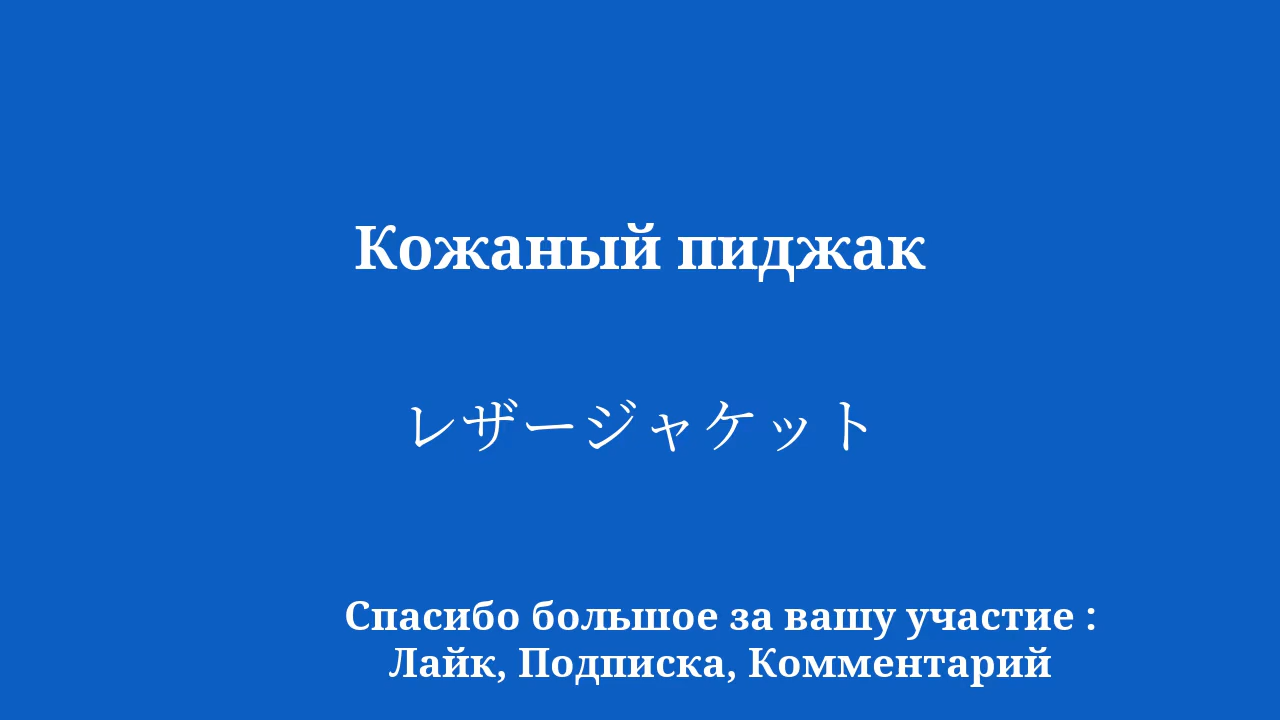 Кожаный пиджак
レザージャケット
Спасибо большое за вашу участие :
Лайк, Подписка, Комментарий